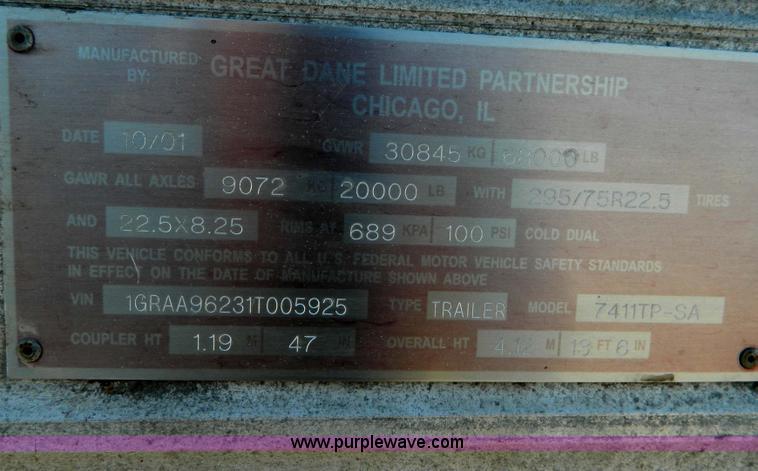 MANUFACTURED BY: GREAT DANE LIMITED PARTNERSHIP
CHICAGO, IL
DATE 10/01 GVWR 30845 KG 68000 LB
GAWR ALL AXLES 9072 KG 20000 LB WITH 295/75R22.5 TIRES
AND 22.5X8.25 RIMS AT 689 KPA 100 PSI COLD DUAL
THIS VEHICLE CONFORMS TO ALL U.S. FEDERAL MOTOR VEHICLE SAFETY STANDARDS
IN EFFECT ON THE DATE OF MANUFACTURE SHOWN ABOVE
VIN 1GRAA96231T005925 TYPE TRAILER MODEL 7411TP-SA
COUPLER HT 1.19 M 47 IN OVERALL HT M 13 FT 6 IN
www.purplewave.com